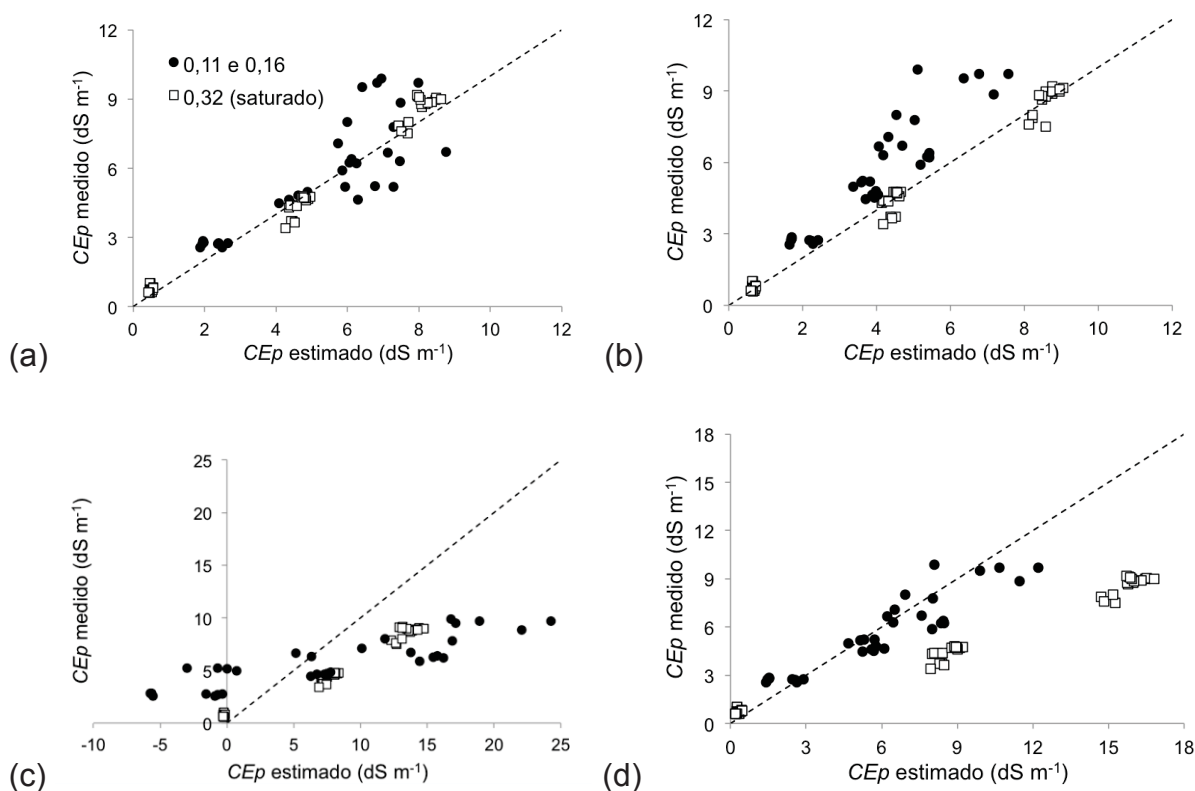 12
9
6
3
0
CEp medido (dS m⁻¹)
0,11 e 0,16
0,32 (saturado)
0 2 4 6 8 10 12
CEp estimado (dS m⁻¹)
(a)
12
9
6
3
0
CEp medido (dS m⁻¹)
0 2 4 6 8 10 12
CEp estimado (dS m⁻¹)
(b)
25
20
15
10
5
0
CEp medido (dS m⁻¹)
-10 -5 0 5 10 15 20 25
CEp estimado (dS m⁻¹)
(c)
18
15
12
9
6
3
0
CEp medido (dS m⁻¹)
0 3 6 9 12 15 18
CEp estimado (dS m⁻¹)
(d)